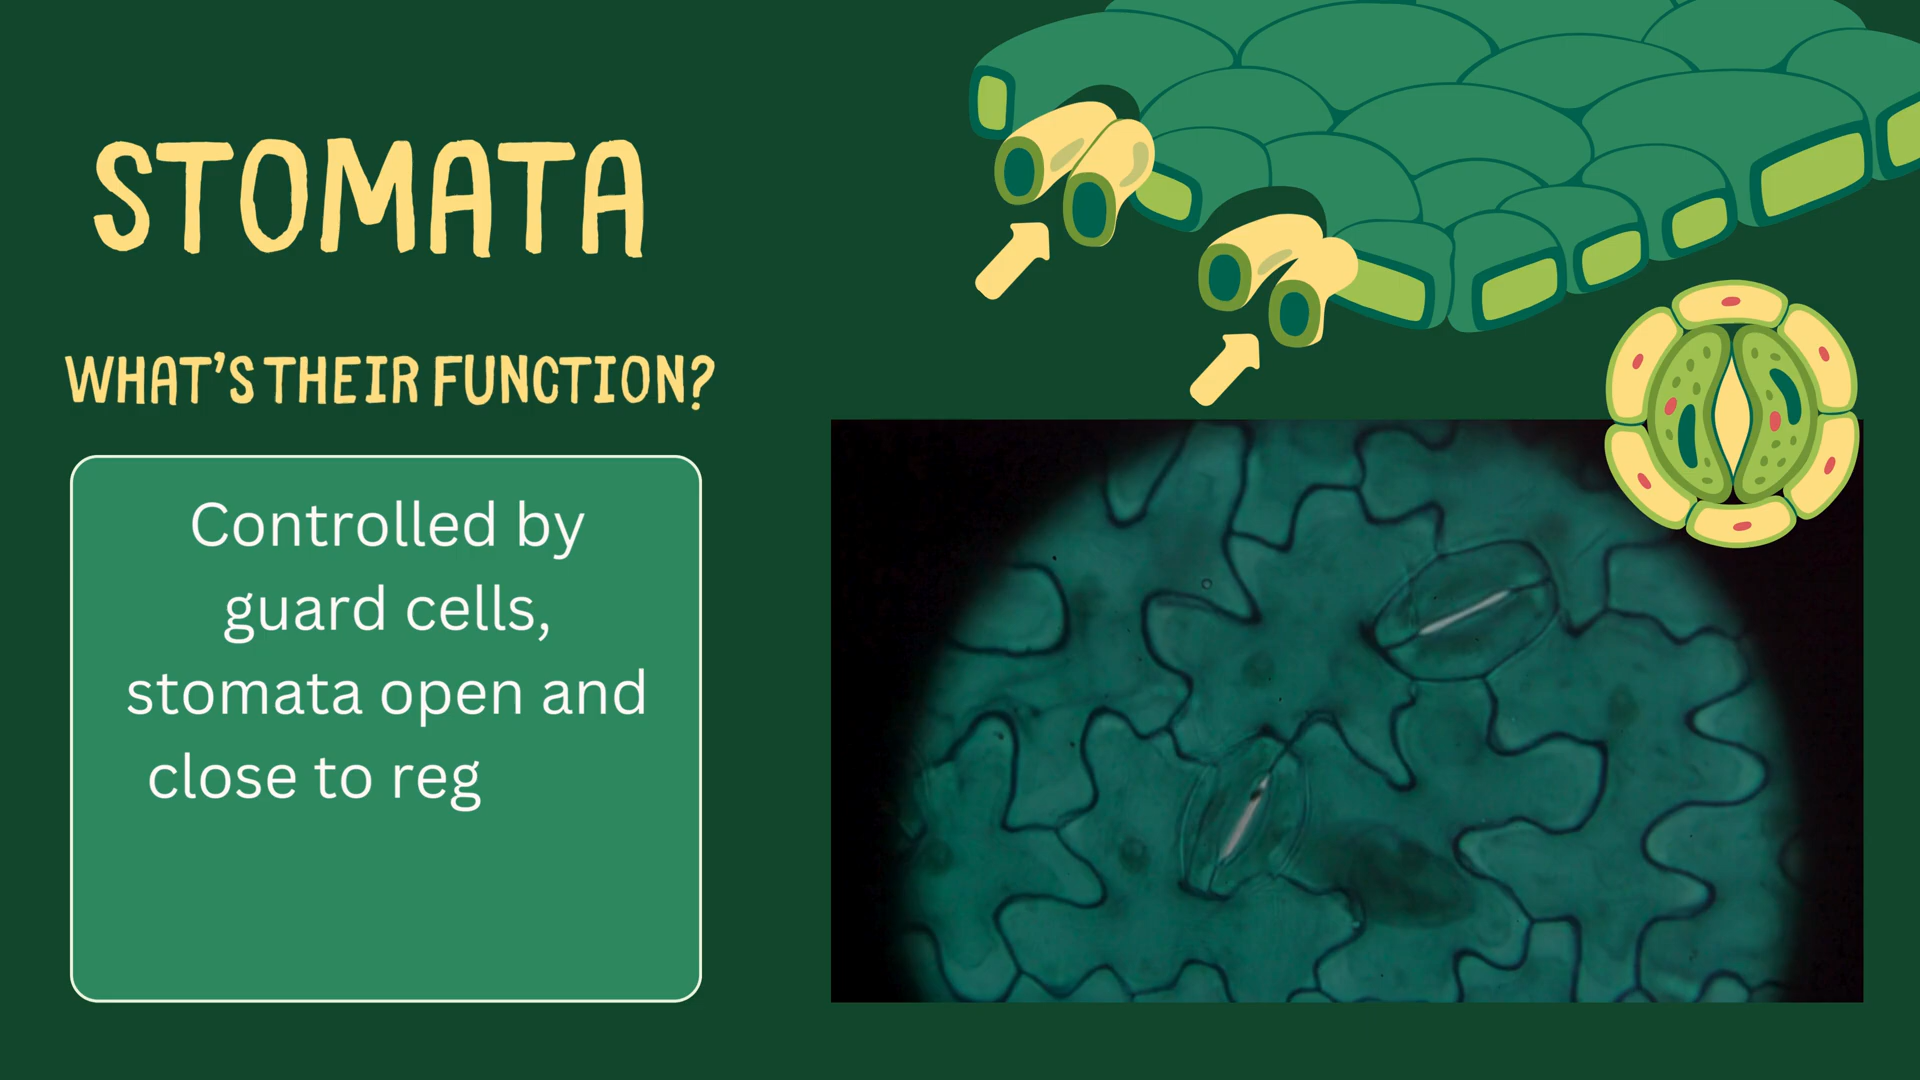 STOMATA
WHAT'S THEIR FUNCTION?
Controlled by
guard cells,
stomata open and
close to reg